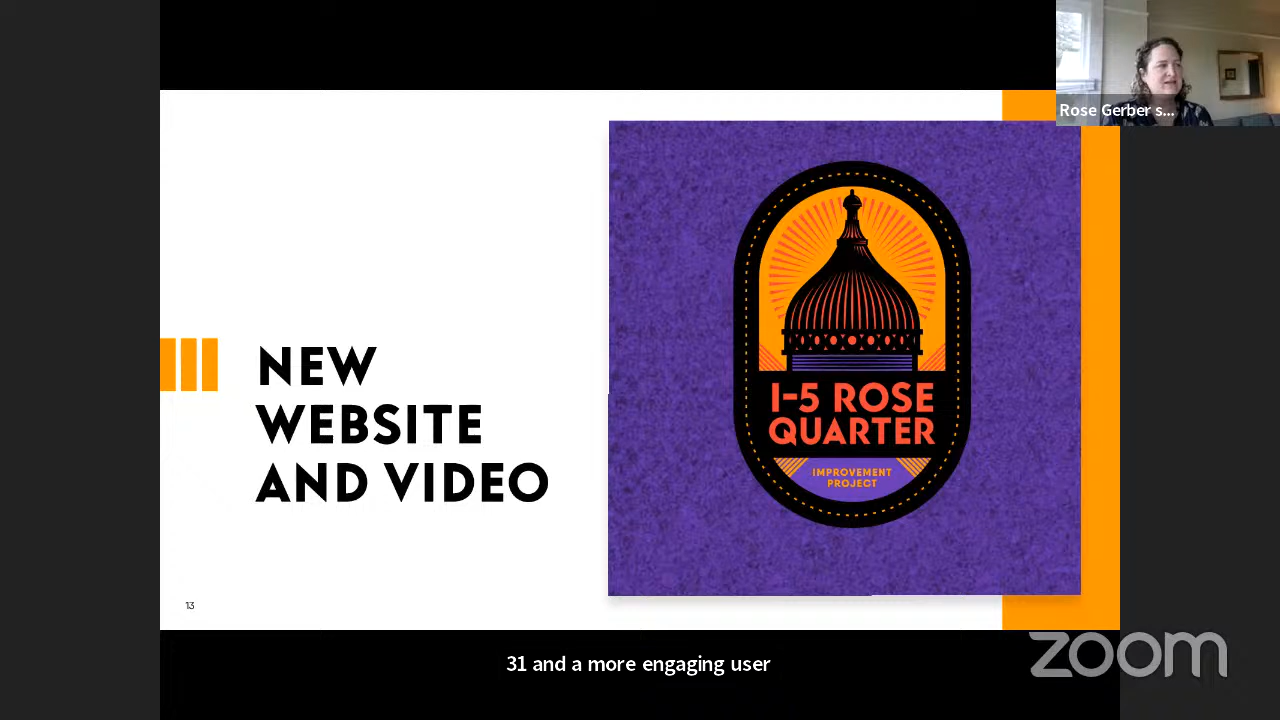 Rose Gerber s...
NEW
WEBSITE
AND VIDEO
I-5 ROSE
QUARTER
IMPROVEMENT
PROJECT
13
31 and a more engaging user
zoom